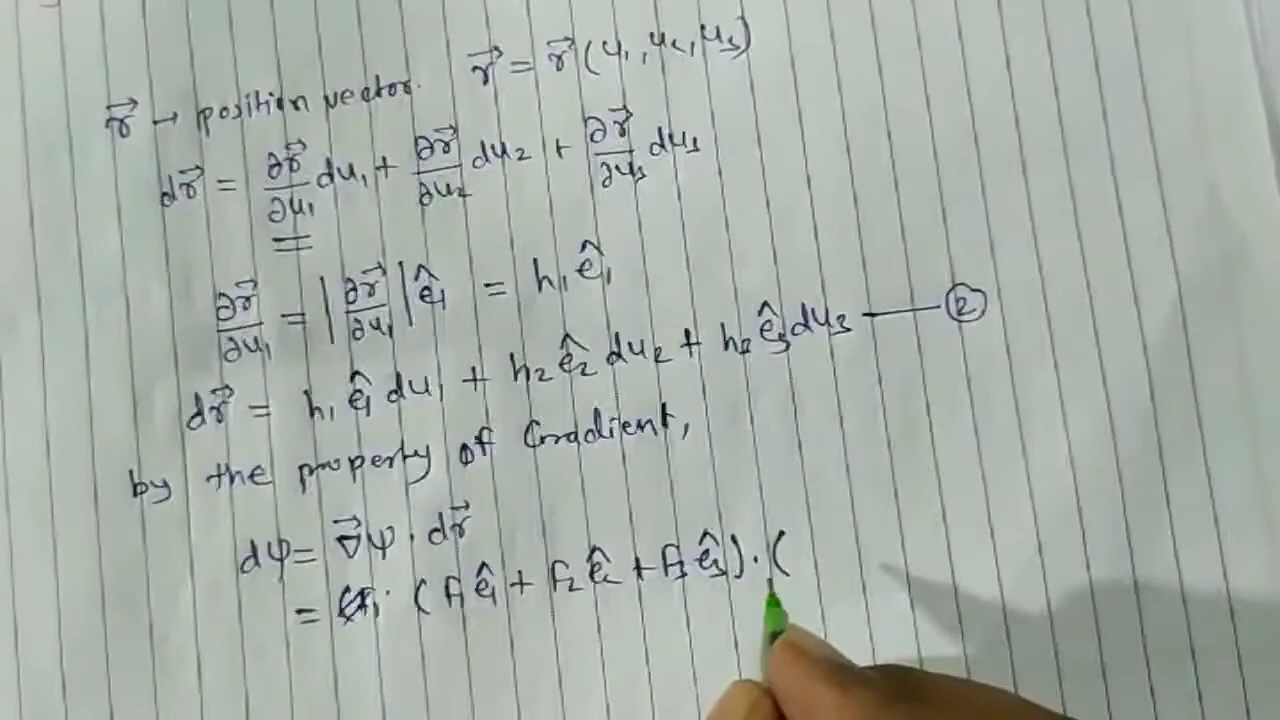 r⃗ → position vector. r⃗ = r⃗ (u₁, u₂, u₃)
dr⃗ = ∂r⃗/∂u₁ du₁ + ∂r⃗/∂u₂ du₂ + ∂r⃗/∂u₃ du₃
∂r⃗/∂u₁ = |∂r⃗/∂u₁| ê₁ = h₁ ê₁
dr⃗ = h₁ ê₁ du₁ + h₂ ê₂ du₂ + h₃ ê₃ du₃ —— ②
by the property of Gradient,
dψ = ∇⃗ψ · dr⃗
= (f₁ ê₁ + f₂ ê₂ + f₃ ê₃) · (